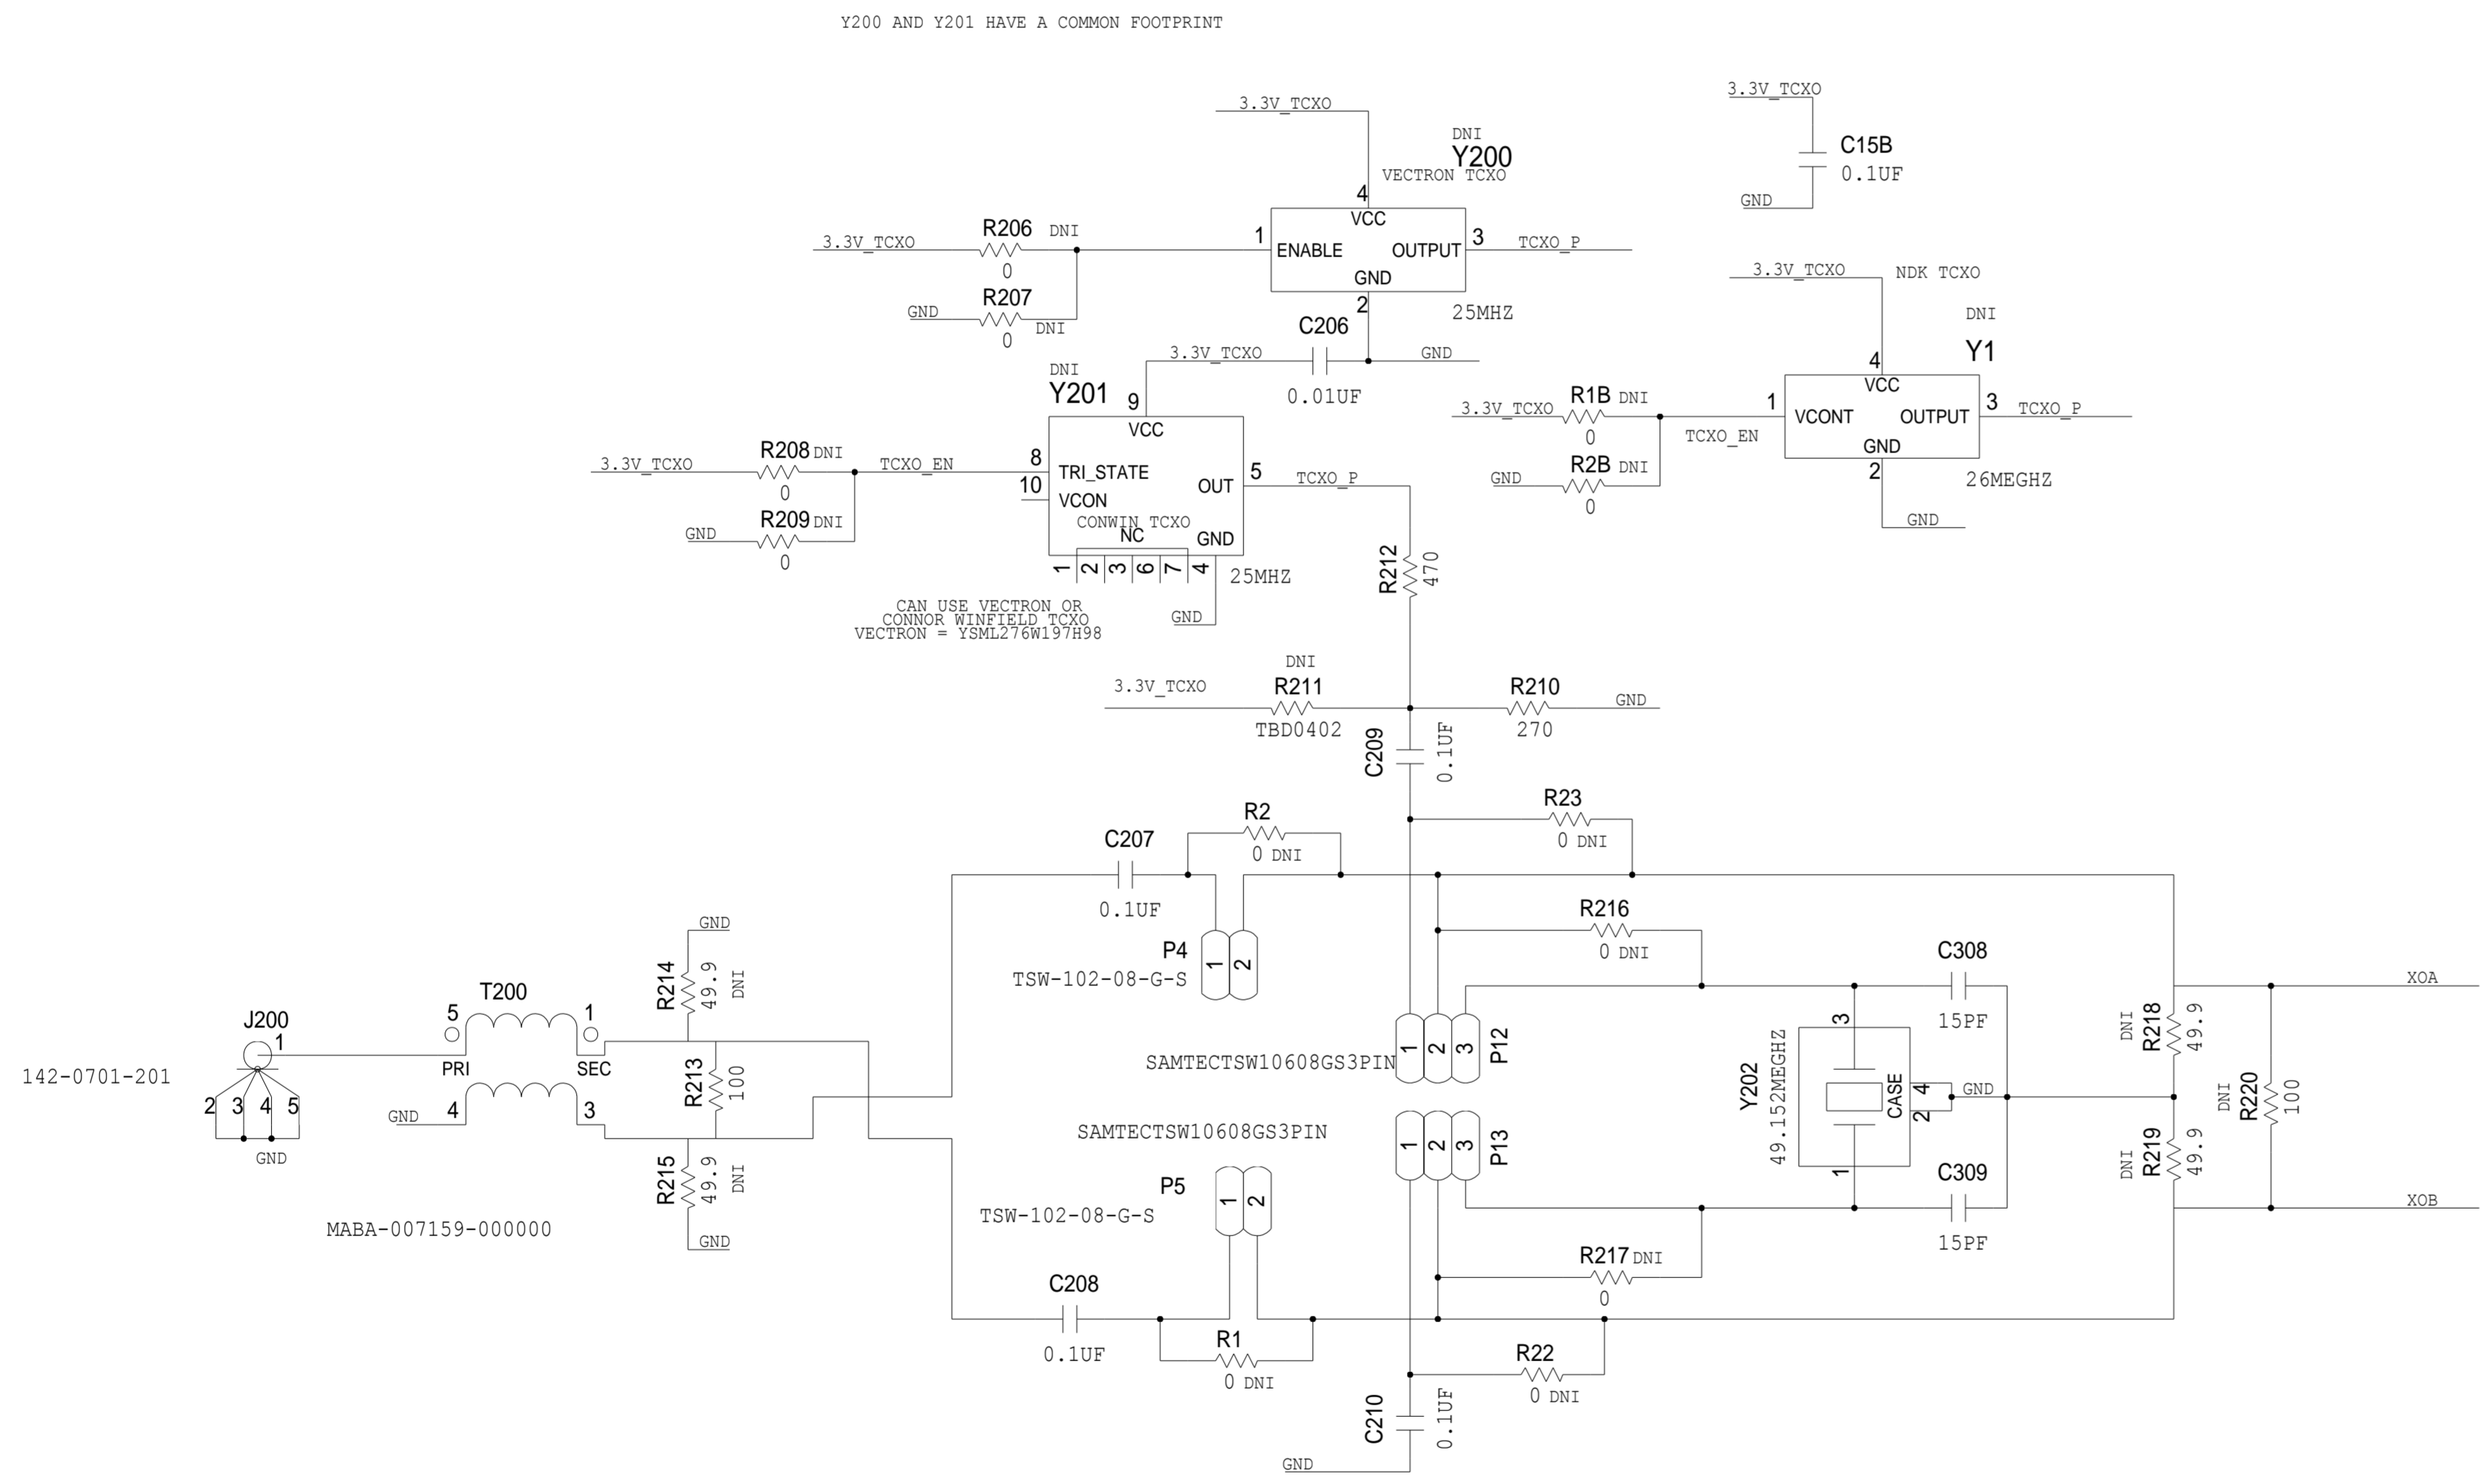 Y200 AND Y201 HAVE A COMMON FOOTPRINT
3.3V_TCXO
DNI
Y200
VECTRON TCXO
4
VCC
1
ENABLE
OUTPUT
3
TCXO_P
GND
2
25MHZ
3.3V_TCXO
R206
DNI
0
GND
R207
DNI
0
3.3V_TCXO
C15B
0.1UF
GND
3.3V_TCXO
C206
GND
0.01UF
3.3V_TCXO
NDK TCXO
DNI
Y1
4
VCC
1
VCONT
OUTPUT
3
TCXO_P
GND
2
26MEGHZ
GND
3.3V_TCXO
R1B DNI
0
TCXO_EN
GND
R2B DNI
0
DNI
Y201
9
VCC
8
TRI_STATE
10
VCON
OUT
5
TCXO_P
CONWIN TCXO
NC
GND
1 2 3 6 7 4
25MHZ
GND
3.3V_TCXO
R208 DNI
0
TCXO_EN
GND
R209 DNI
0
CAN USE VECTRON OR
CONNOR WINFIELD TCXO
VECTRON = YSML276W197H98
R212
470
3.3V_TCXO
DNI
R211
TBD0402
R210
270
GND
C209
0.1UF
R23
0 DNI
R2
0 DNI
C207
0.1UF
P4
1 2
TSW-102-08-G-S
R216
0 DNI
J200
1
142-0701-201
2 3 4 5
GND
T200
5
1
PRI
SEC
4
3
GND
MABA-007159-000000
GND
R214
49.9
DNI
R213
100
R215
49.9
DNI
GND
SAMTECTSW10608GS3PIN
1 2 3
P12
SAMTECTSW10608GS3PIN
1 2 3
P13
P5
1 2
TSW-102-08-G-S
C208
0.1UF
R1
0 DNI
R217 DNI
0
R22
0 DNI
C210
0.1UF
GND
Y202
49.152MEGHZ
3
1
CASE
4
2
GND
C308
15PF
C309
15PF
DNI
R218
49.9
DNI
R219
49.9
DNI
R220
100
XOA
XOB